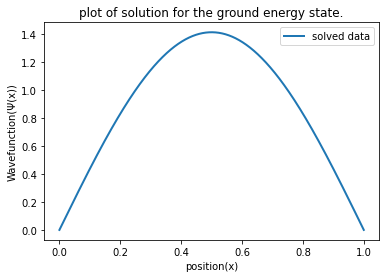 plot of solution for the ground energy state.
solved data
Wavefunction(Ψ(x))
1.4
1.2
1.0
0.8
0.6
0.4
0.2
0.0
0.0 0.2 0.4 0.6 0.8 1.0
position(x)